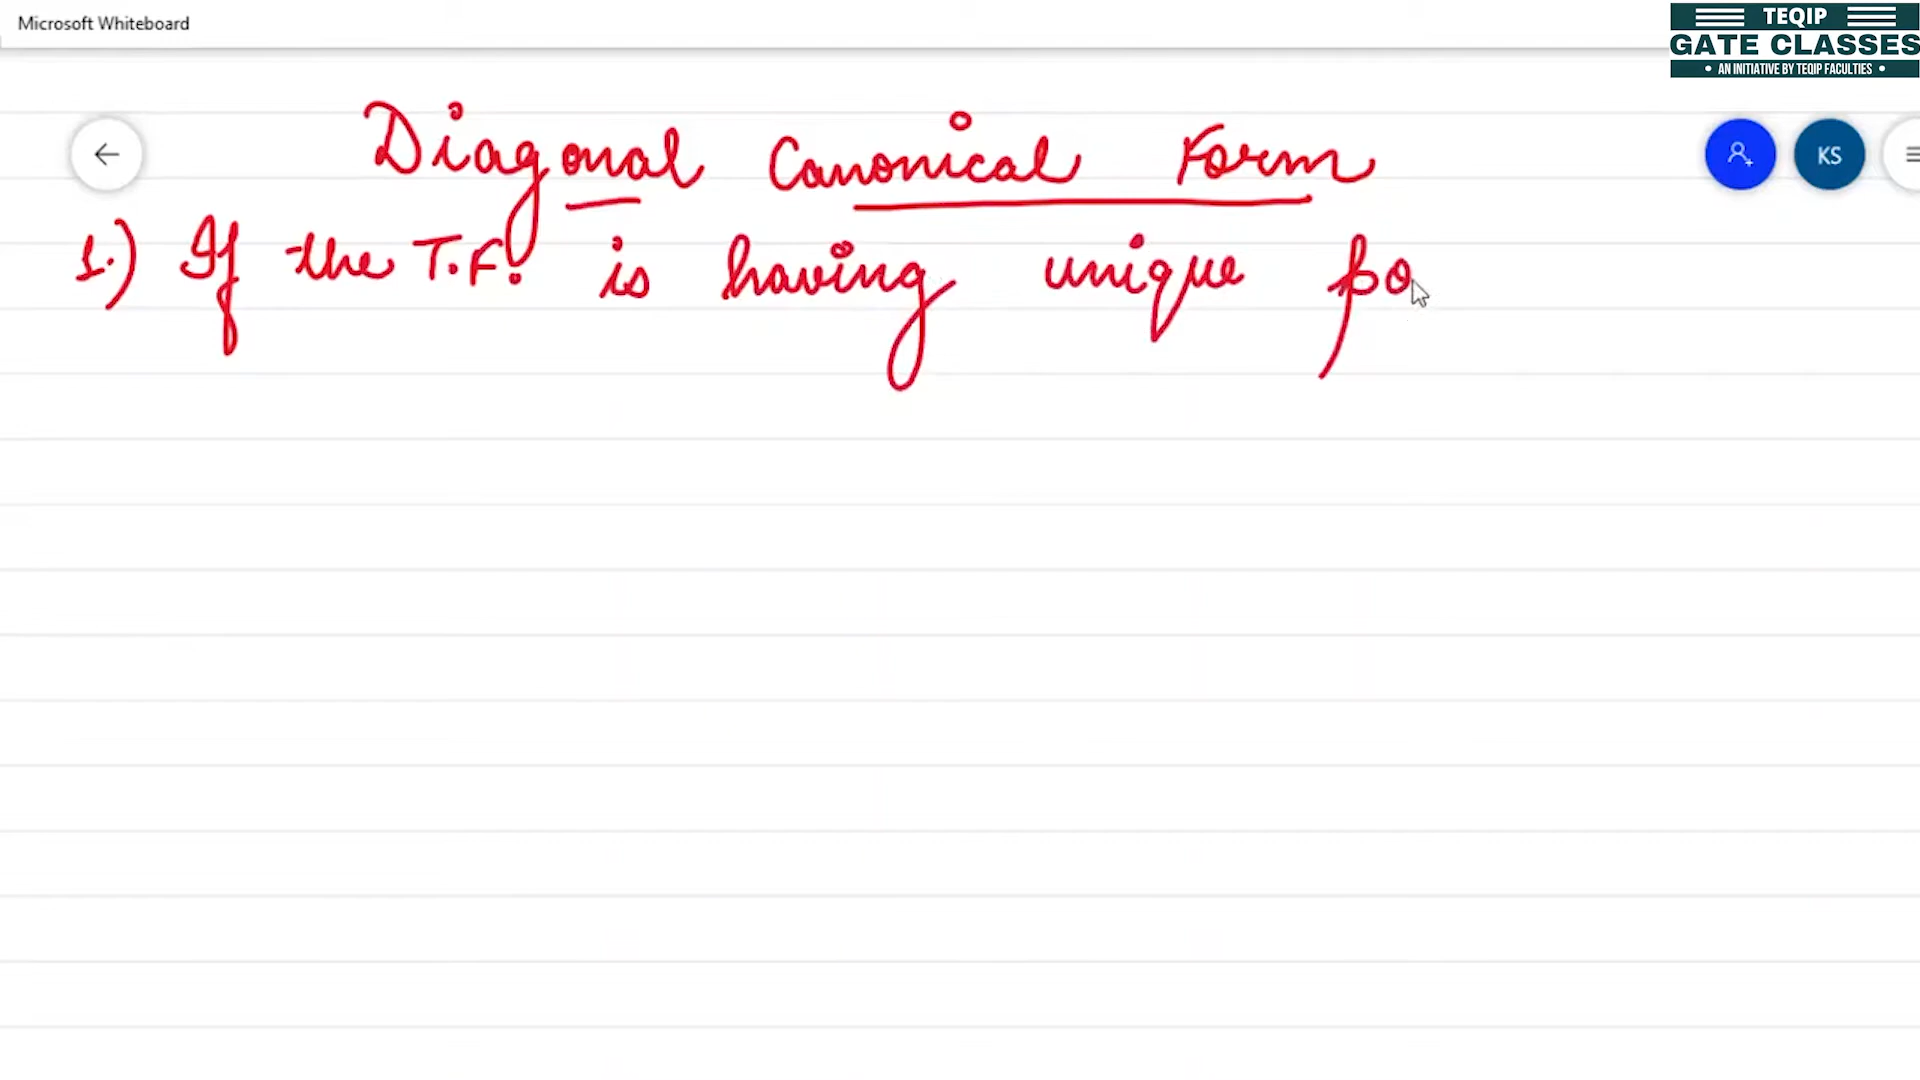 Microsoft Whiteboard
TEQIP
GATE CLASSES
• AN INITIATIVE BY TEQIP FACULTIES •
KS
Diagonal Canonical Form
1.) If the T.F. is having unique po